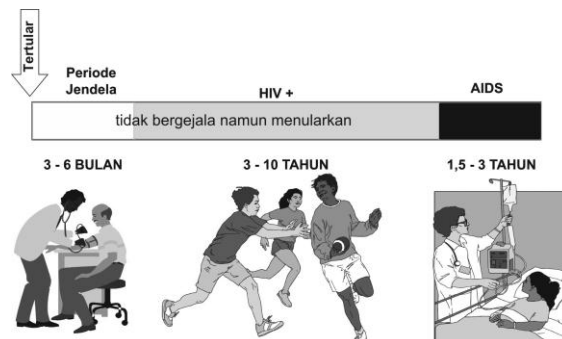 Tertular
Periode
Jendela
HIV +
AIDS
tidak bergejala namun menularkan
3 - 6 BULAN
3 - 10 TAHUN
1,5 - 3 TAHUN